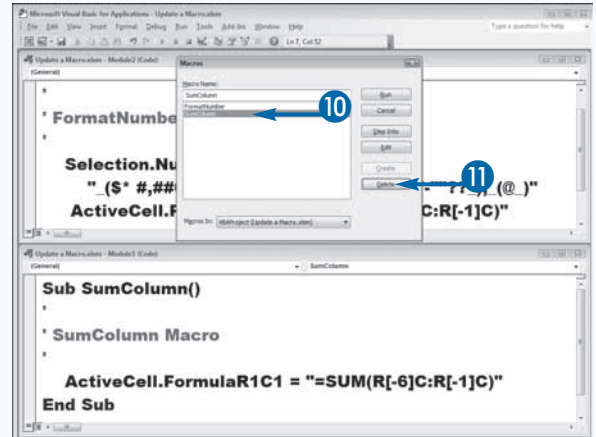 Microsoft Visual Basic for Applications - Update a Macro.xlsm
File Edit View Insert Format Debug Run Tools Add-Ins Window Help
Type a question for help
Ln 7, Col 52
Update a Macro.xlsm - Module2 (Code)
(General)
'
' FormatNumbe
'
Selection.Nu
"_($* #,##
"??_);_(@_)"
ActiveCell.F
C:R[-1]C)"
Macros
Macro Name:
SumColumn
FormatNumber
SumColumn
Run
Cancel
Step Into
Edit
Create
Delete
Macros In: VBAProject (Update a Macro.xlsm)
10
11
Update a Macro.xlsm - Module1 (Code)
(General)
SumColumn
Sub SumColumn()
'
' SumColumn Macro
'
ActiveCell.FormulaR1C1 = "=SUM(R[-6]C:R[-1]C)"
End Sub